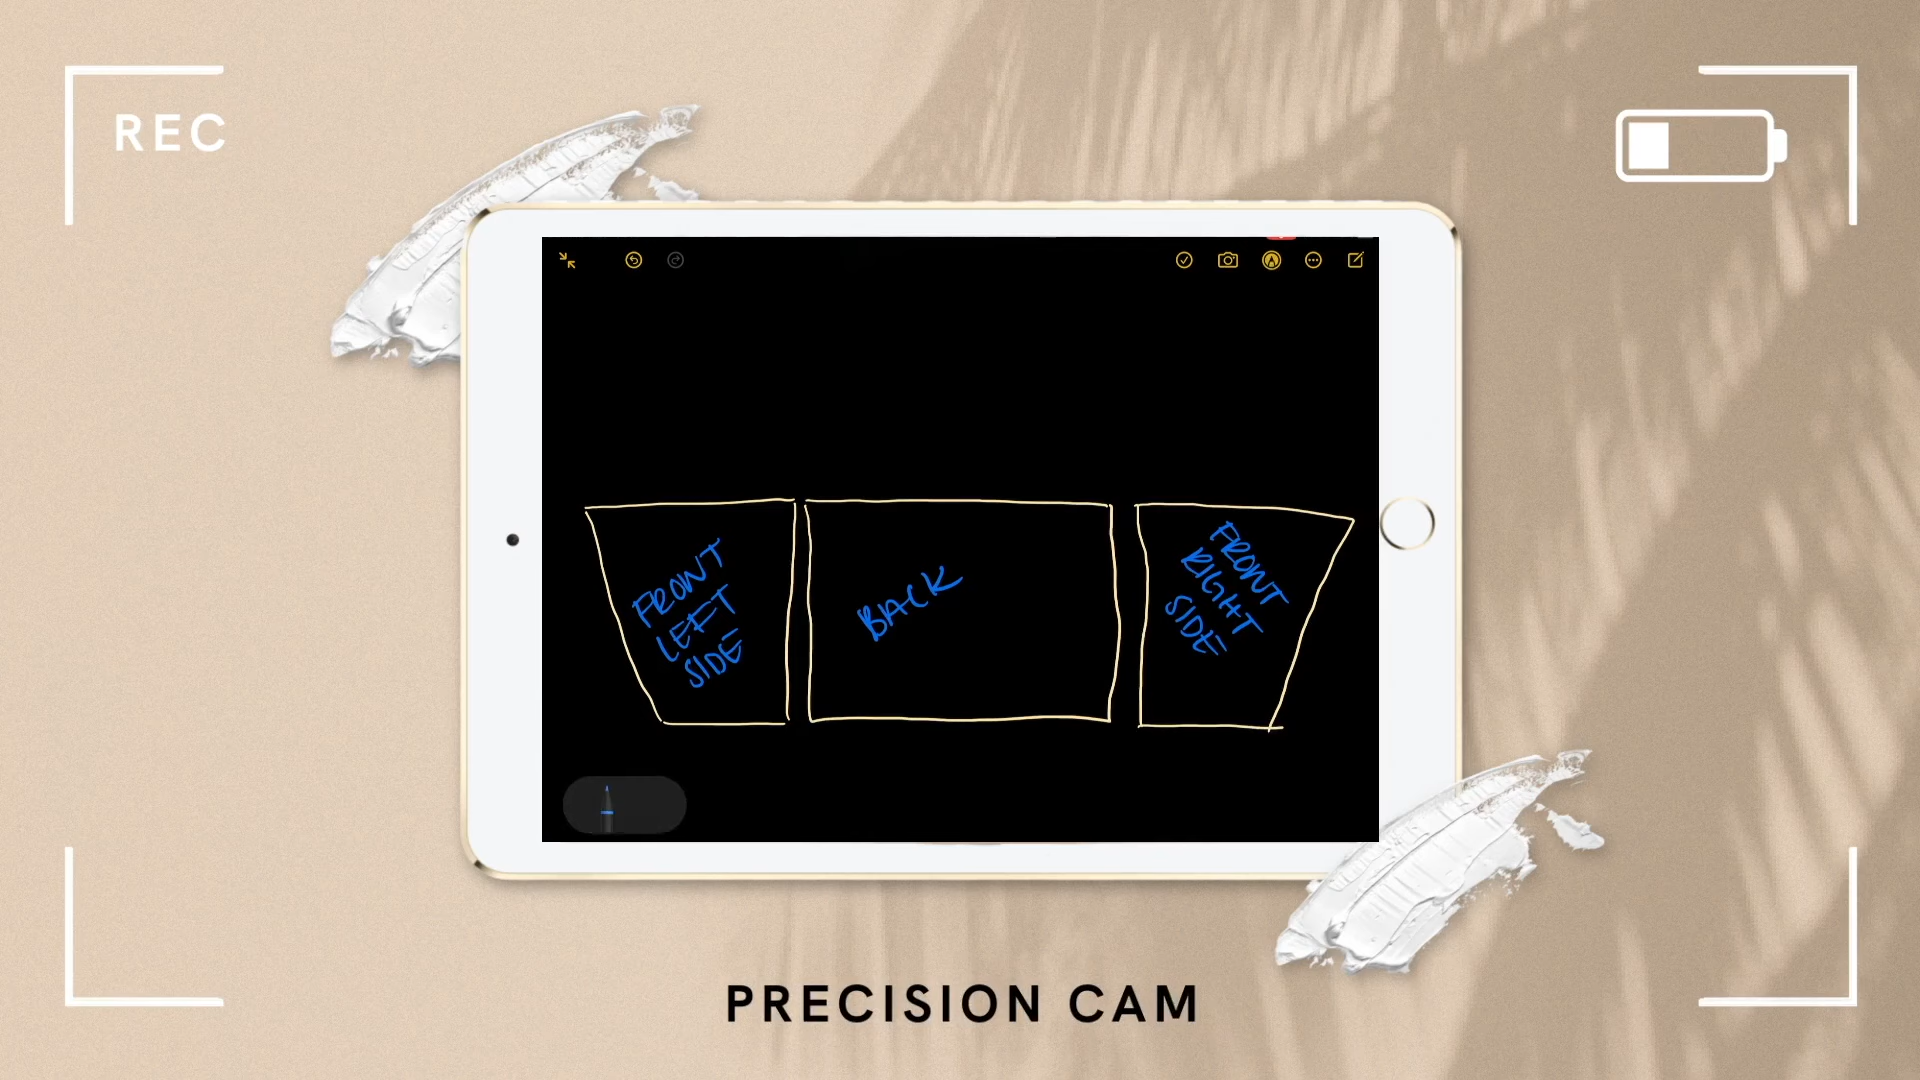 REC
FRONT
LEFT
SIDE
BACK
FRONT
RIGHT
SIDE
PRECISION CAM